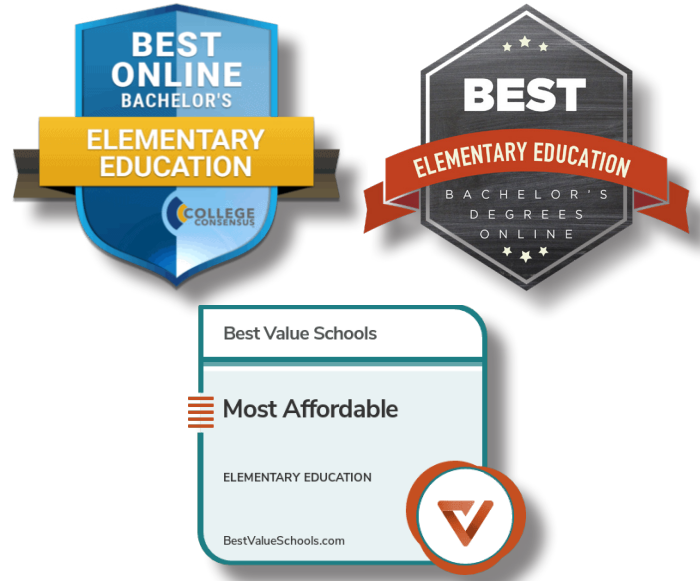 BEST
ONLINE
BACHELOR'S
ELEMENTARY
EDUCATION
COLLEGE
CONSENSUS
BEST
ELEMENTARY EDUCATION
BACHELOR'S
DEGREES
ONLINE
Best Value Schools
Most Affordable
ELEMENTARY EDUCATION
BestValueSchools.com